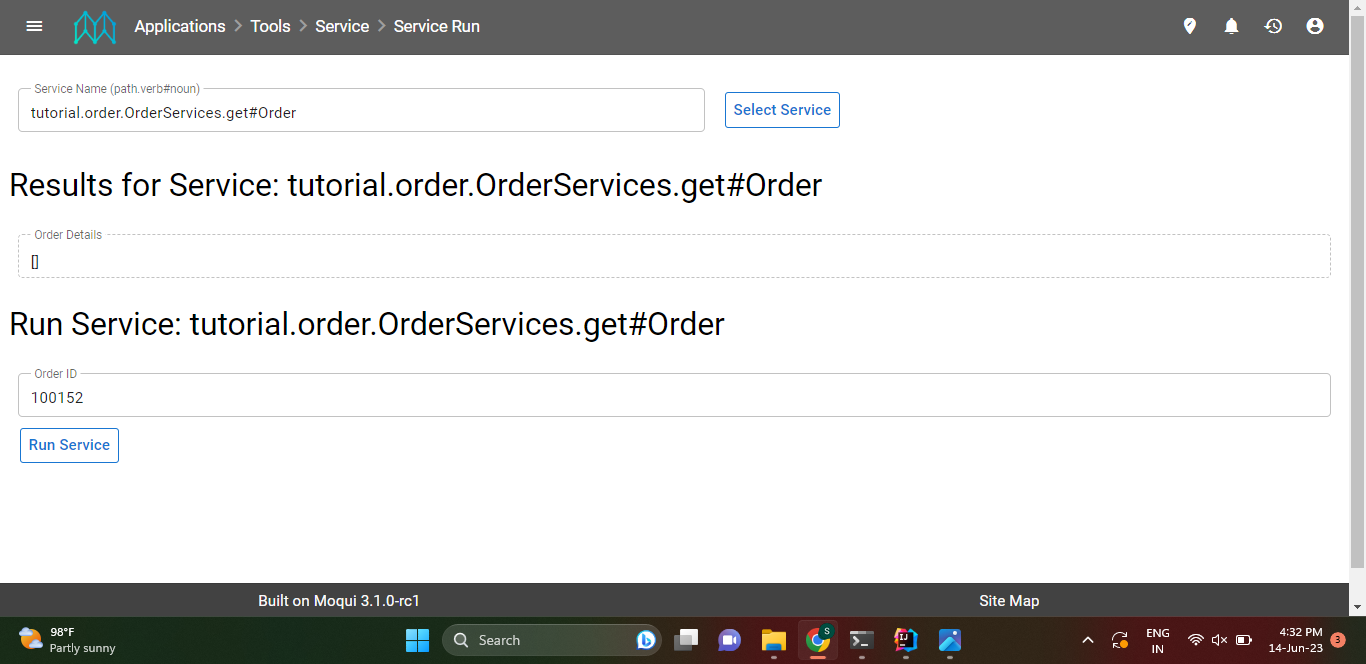 Applications > Tools > Service > Service Run
Service Name (path.verb#noun)
tutorial.order.OrderServices.get#Order
Select Service
Results for Service: tutorial.order.OrderServices.get#Order
Order Details
[]
Run Service: tutorial.order.OrderServices.get#Order
Order ID
100152
Run Service
Built on Moqui 3.1.0-rc1
Site Map
98°F
Partly sunny
Search
S
ENG
IN
4:32 PM
14-Jun-23
3